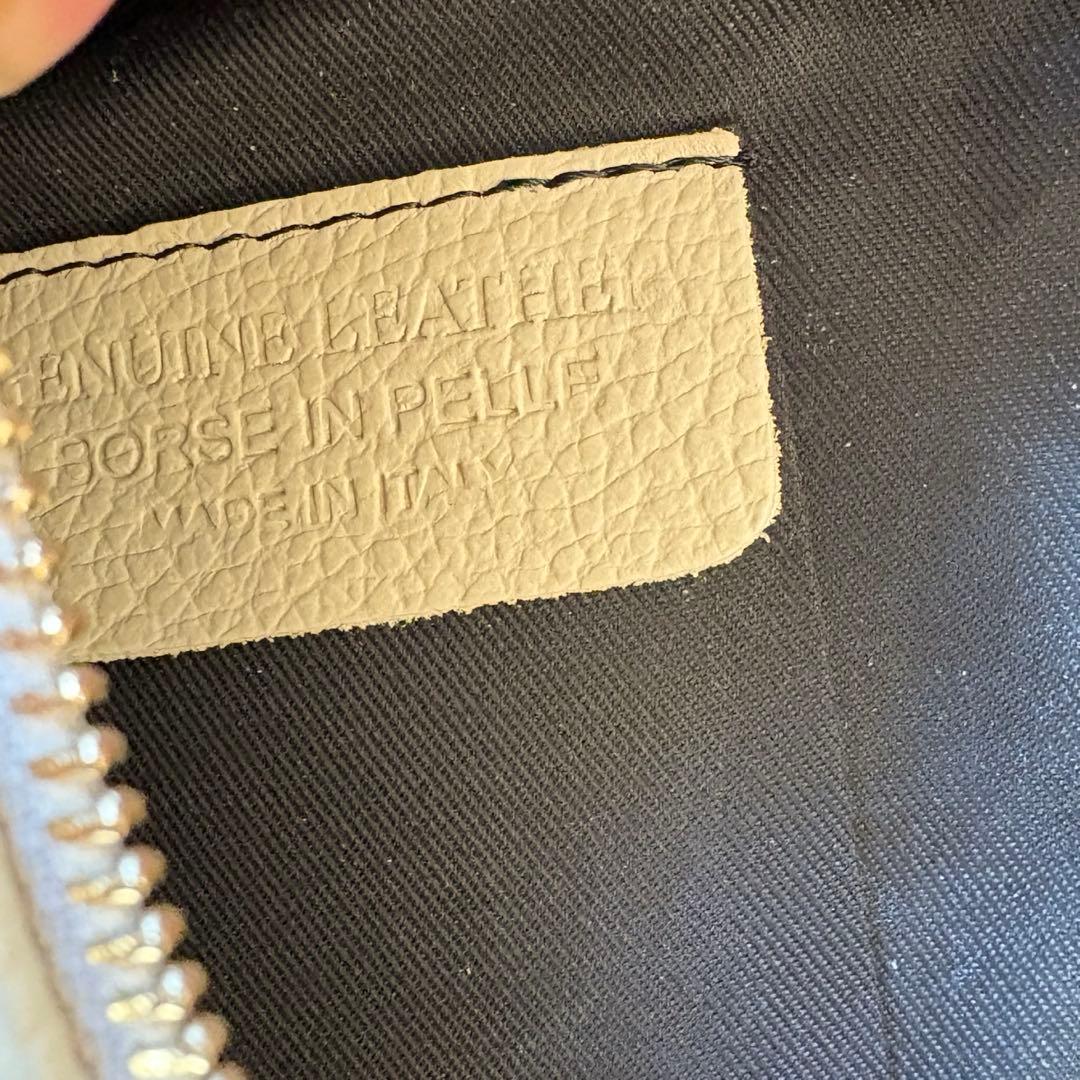 GENUINE LEATHER
BORSE IN PELLE
MADE IN ITALY